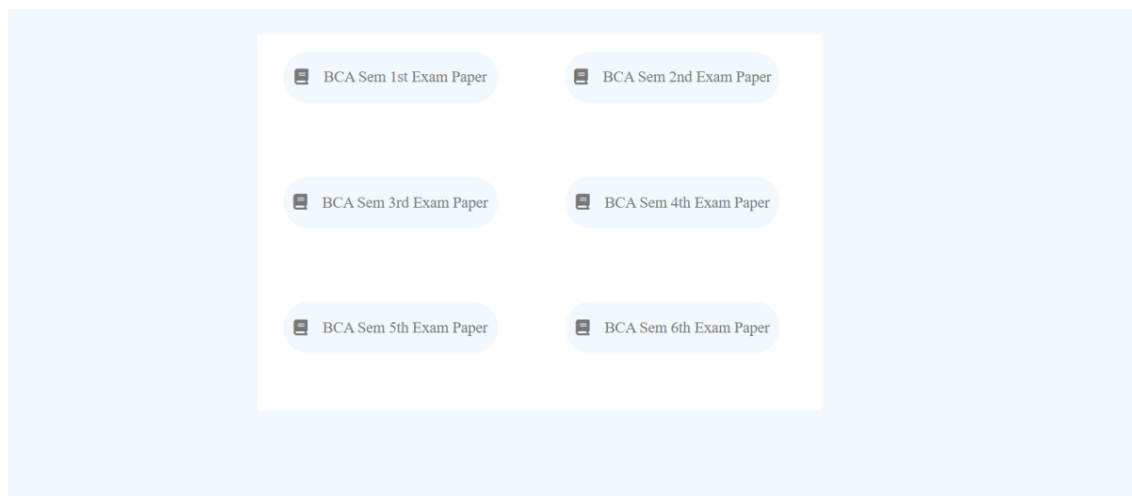 BCA Sem 1st Exam Paper
BCA Sem 2nd Exam Paper
BCA Sem 3rd Exam Paper
BCA Sem 4th Exam Paper
BCA Sem 5th Exam Paper
BCA Sem 6th Exam Paper